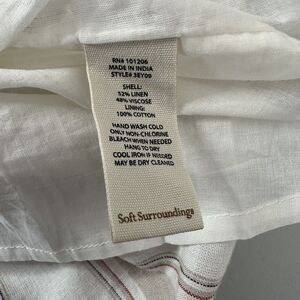 RN# 101206
MADE IN INDIA
STYLE# 3EY09
SHELL:
52% LINEN
48% VISCOSE
LINING:
100% COTTON
HAND WASH COLD
ONLY NON-CHLORINE
BLEACH WHEN NEEDED
HANG TO DRY
COOL IRON IF NEEDED
MAY BE DRY CLEANED
Soft Surroundings